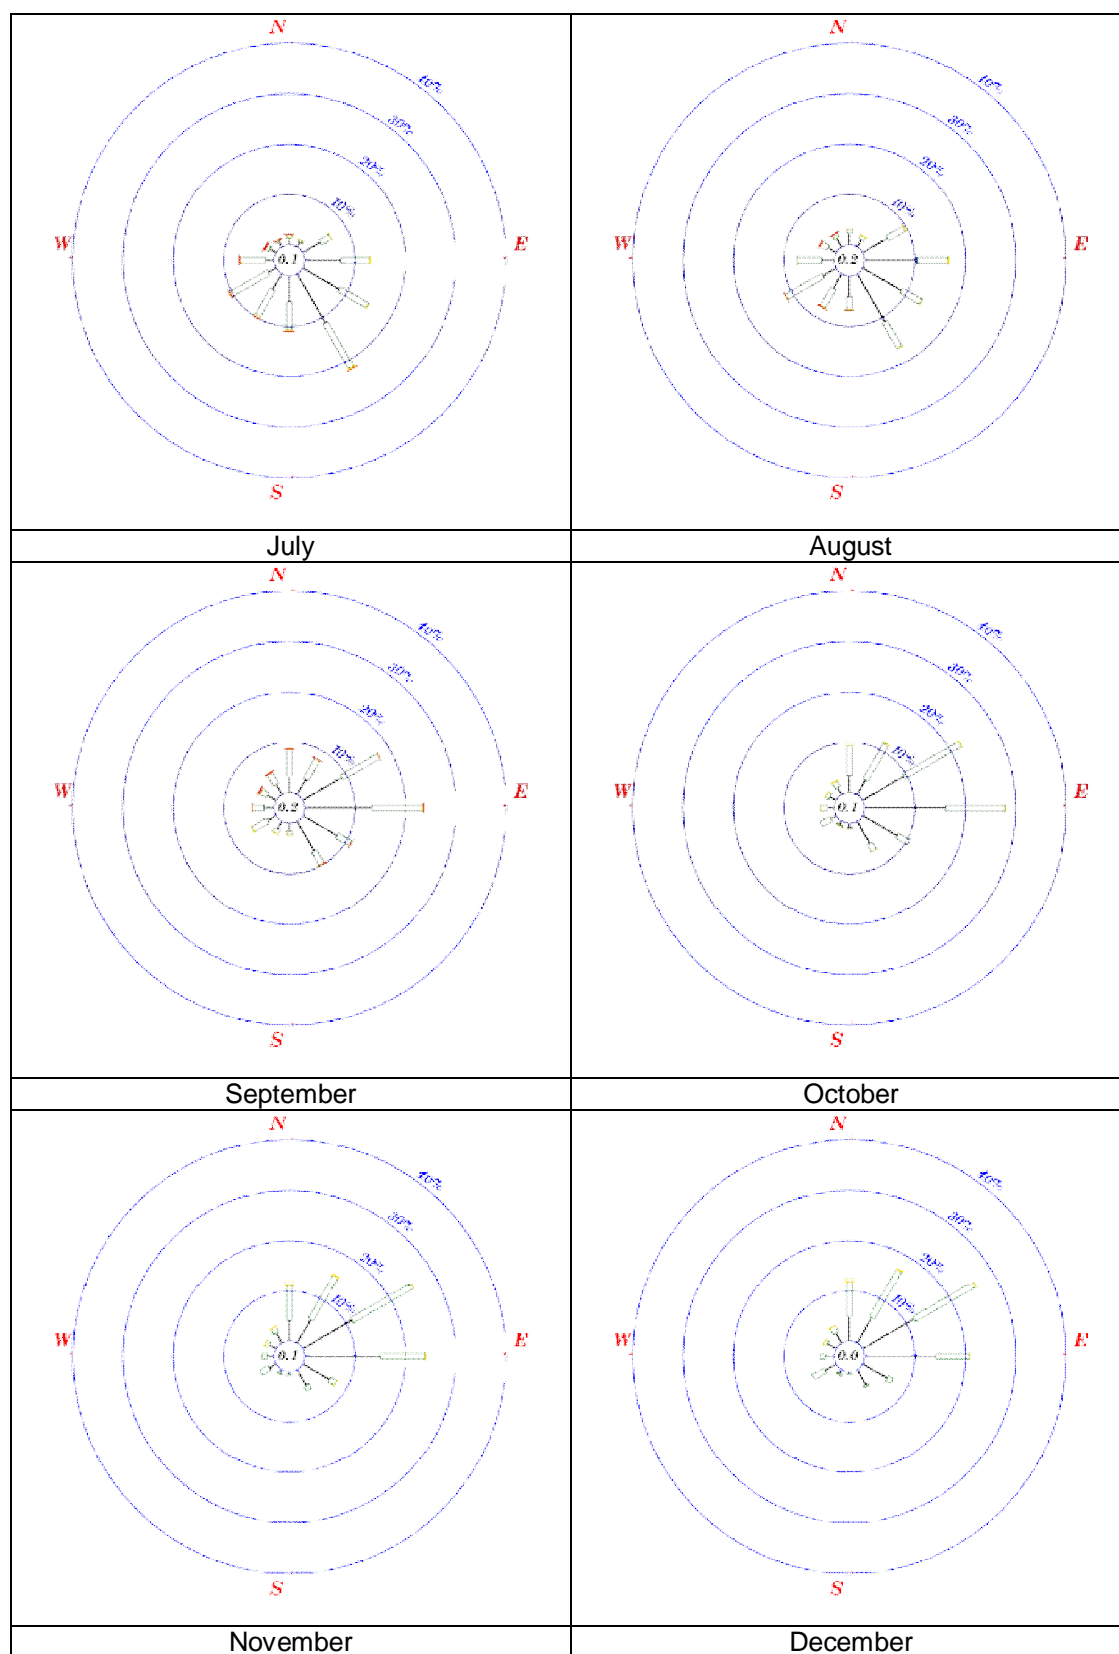 N N
40% 40%
30% 30%
20% 20%
10% 10%
W 0.1 E W 0.2 E
S S
July August
N N
40% 40%
30% 30%
20% 20%
10% 10%
W 0.2 E W 0.1 E
S S
September October
N N
40% 40%
30% 30%
20% 20%
10% 10%
W 0.1 E W 0.0 E
S S
November December